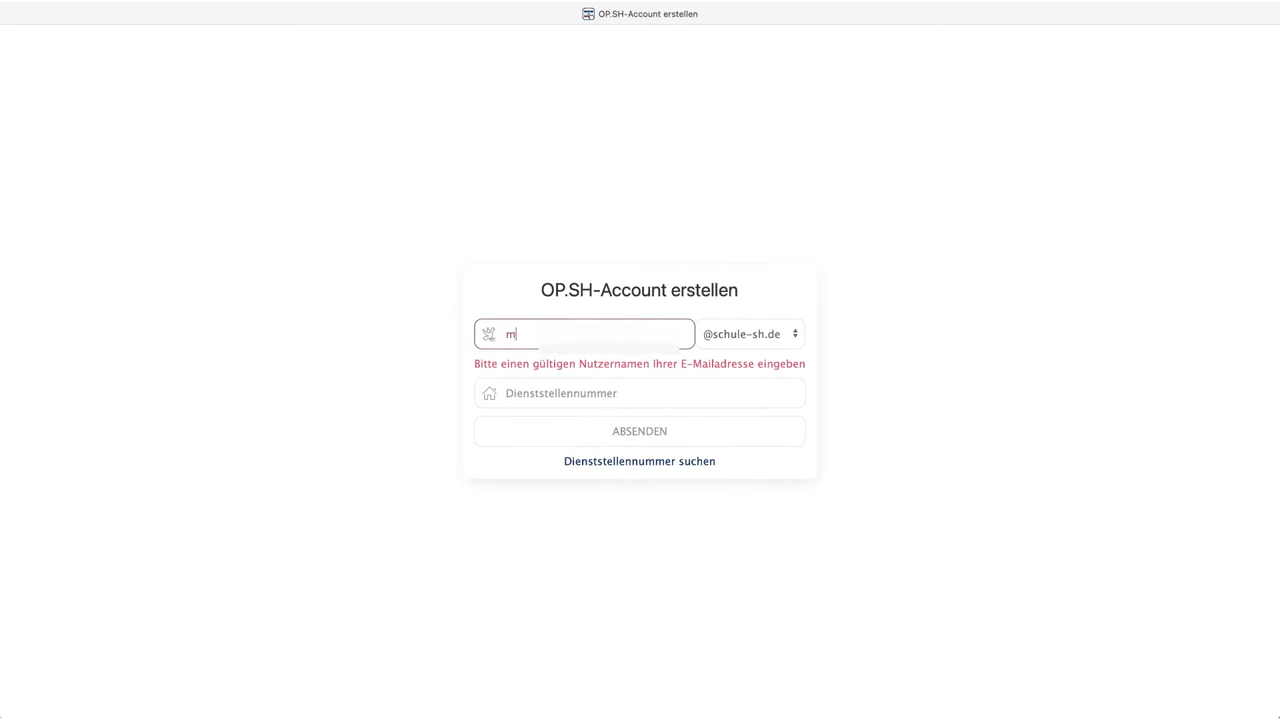 OP.SH-Account erstellen
OP.SH-Account erstellen
m
@schule-sh.de
Bitte einen gültigen Nutzernamen Ihrer E-Mailadresse eingeben
Dienststellennummer
ABSENDEN
Dienststellennummer suchen